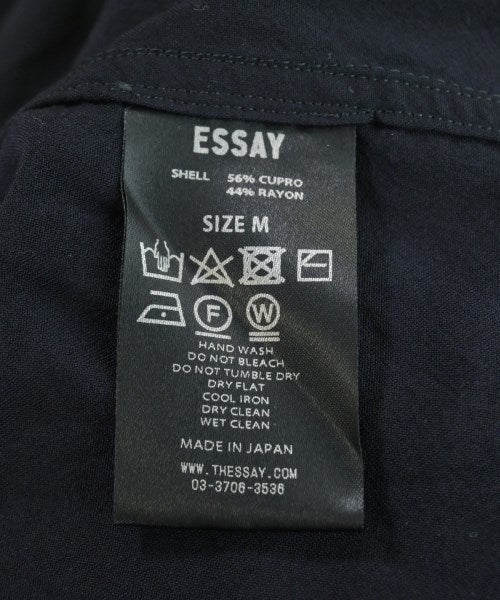 ESSAY
SHELL 56% CUPRO
44% RAYON
SIZE M
F W
HAND WASH
DO NOT BLEACH
DO NOT TUMBLE DRY
DRY FLAT
COOL IRON
DRY CLEAN
WET CLEAN
MADE IN JAPAN
WWW.THESSAY.COM
03-3706-3536